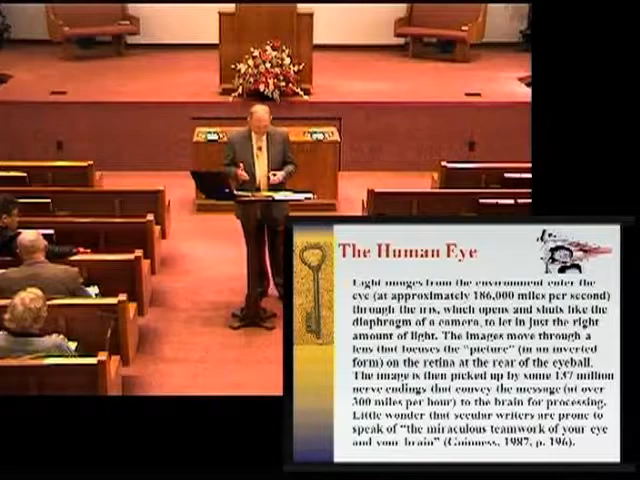 The Human Eye
Light images from the environment enter the
eye (at approximately 186,000 miles per second)
through the iris, which opens and shuts like the
diaphragm of a camera, to let in just the right
amount of light. The images move through a
lens that focuses the "picture" (in an inverted
form) on the retina at the rear of the eyeball.
The image is then picked up by some 137 million
nerve endings that convey the message (at over
300 miles per hour) to the brain for processing.
Little wonder that secular writers are prone to
speak of "the miraculous teamwork of your eye
and your brain" (Guinness, 1987, p. 196).